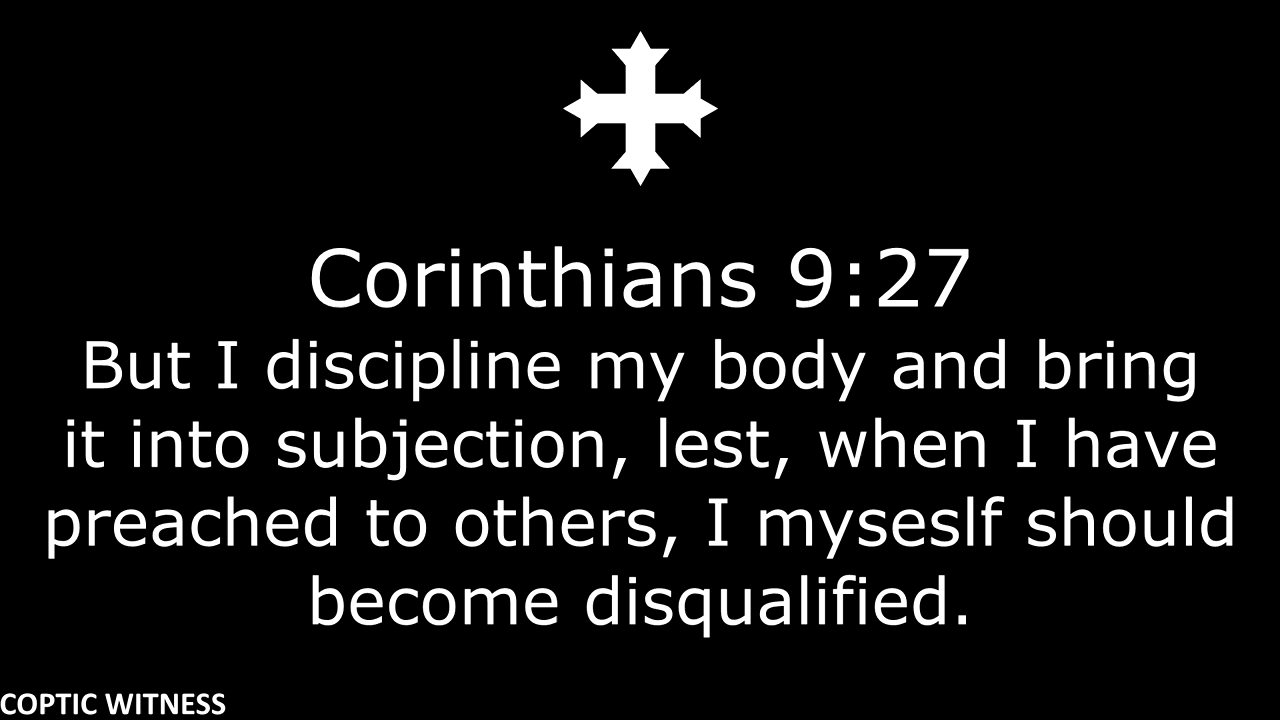 Corinthians 9:27
But I discipline my body and bring
it into subjection, lest, when I have
preached to others, I myseslf should
become disqualified.
COPTIC WITNESS